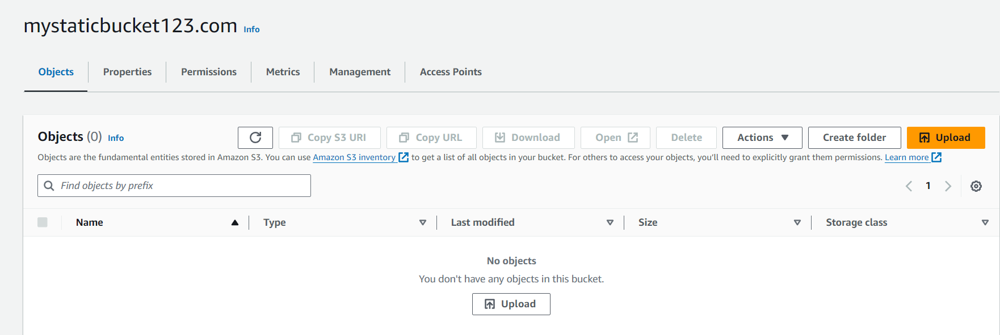 mystaticbucket123.com Info
Objects Properties Permissions Metrics Management Access Points
Objects (0) Info Copy S3 URI Copy URL Download Open Delete Actions Create folder Upload
Objects are the fundamental entities stored in Amazon S3. You can use Amazon S3 inventory to get a list of all objects in your bucket. For others to access your objects, you’ll need to explicitly grant them permissions. Learn more
Find objects by prefix 1
Name Type Last modified Size Storage class
No objects
You don't have any objects in this bucket.
Upload